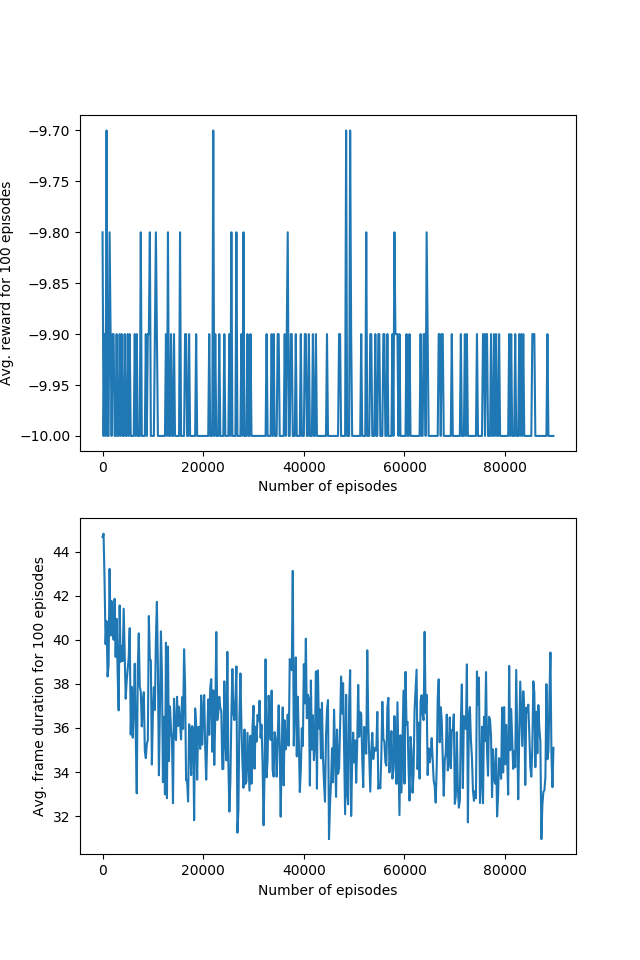 −9.70
−9.75
−9.80
−9.85
−9.90
−9.95
−10.00
Avg. reward for 100 episodes
0 20000 40000 60000 80000
Number of episodes
44
42
40
38
36
34
32
Avg. frame duration for 100 episodes
0 20000 40000 60000 80000
Number of episodes